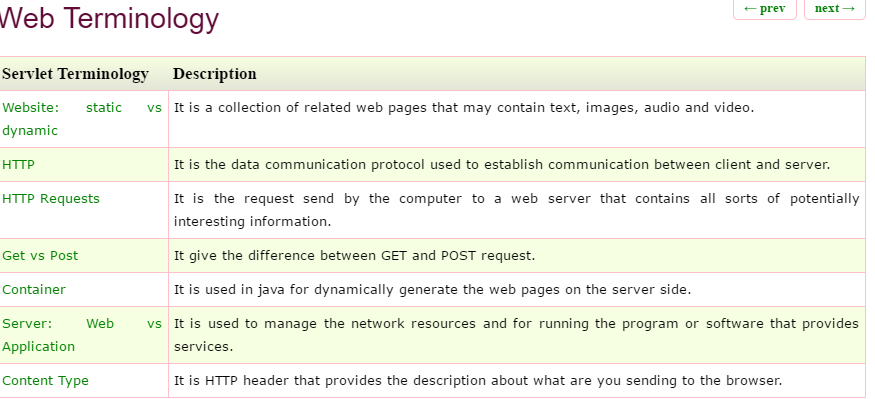 Web Terminology
← prev next →
Servlet Terminology Description
Website: static vs It is a collection of related web pages that may contain text, images, audio and video.
dynamic
HTTP It is the data communication protocol used to establish communication between client and server.
HTTP Requests It is the request send by the computer to a web server that contains all sorts of potentially
interesting information.
Get vs Post It give the difference between GET and POST request.
Container It is used in java for dynamically generate the web pages on the server side.
Server: Web vs It is used to manage the network resources and for running the program or software that provides
Application services.
Content Type It is HTTP header that provides the description about what are you sending to the browser.